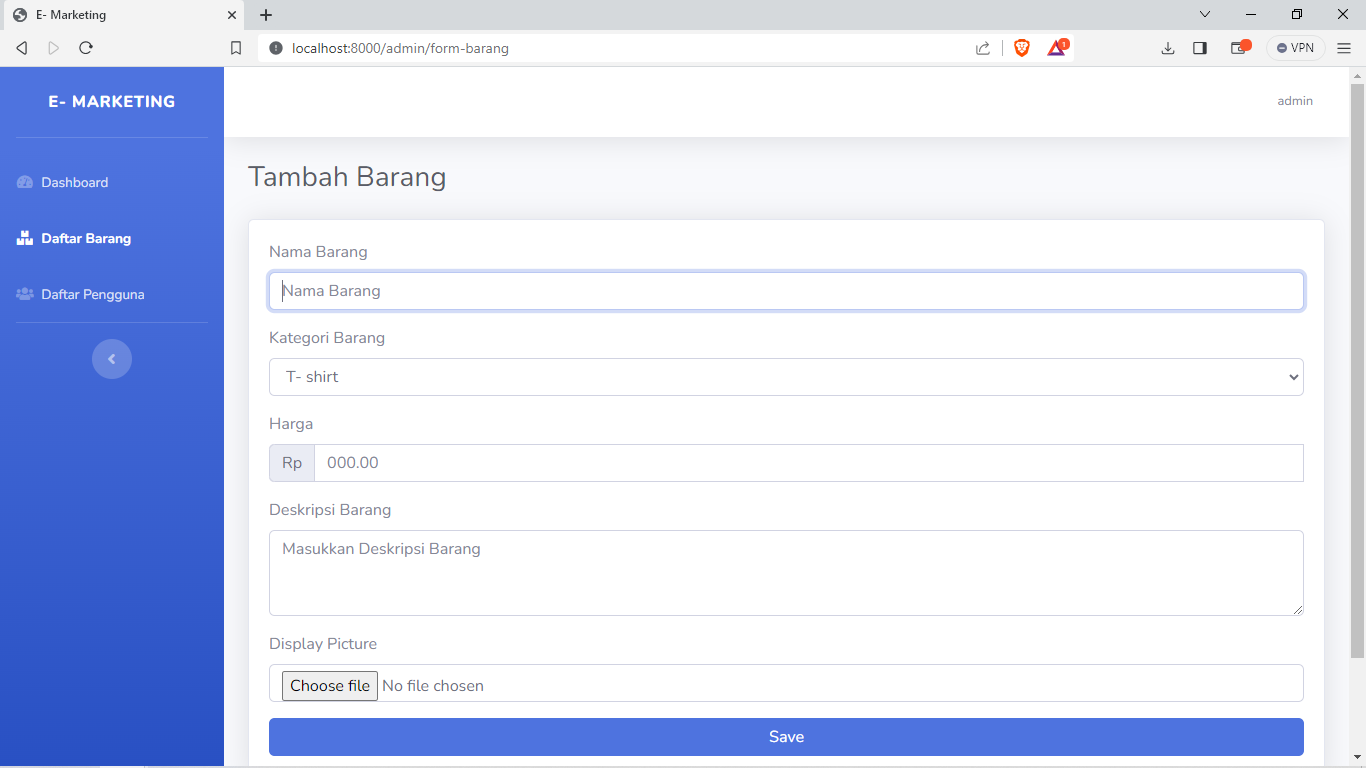 E- Marketing
localhost:8000/admin/form-barang
1
VPN
E- MARKETING
admin
Dashboard
Daftar Barang
Daftar Pengguna
Tambah Barang
Nama Barang
Nama Barang
Kategori Barang
T- shirt
Harga
Rp 000.00
Deskripsi Barang
Masukkan Deskripsi Barang
Display Picture
Choose file No file chosen
Save